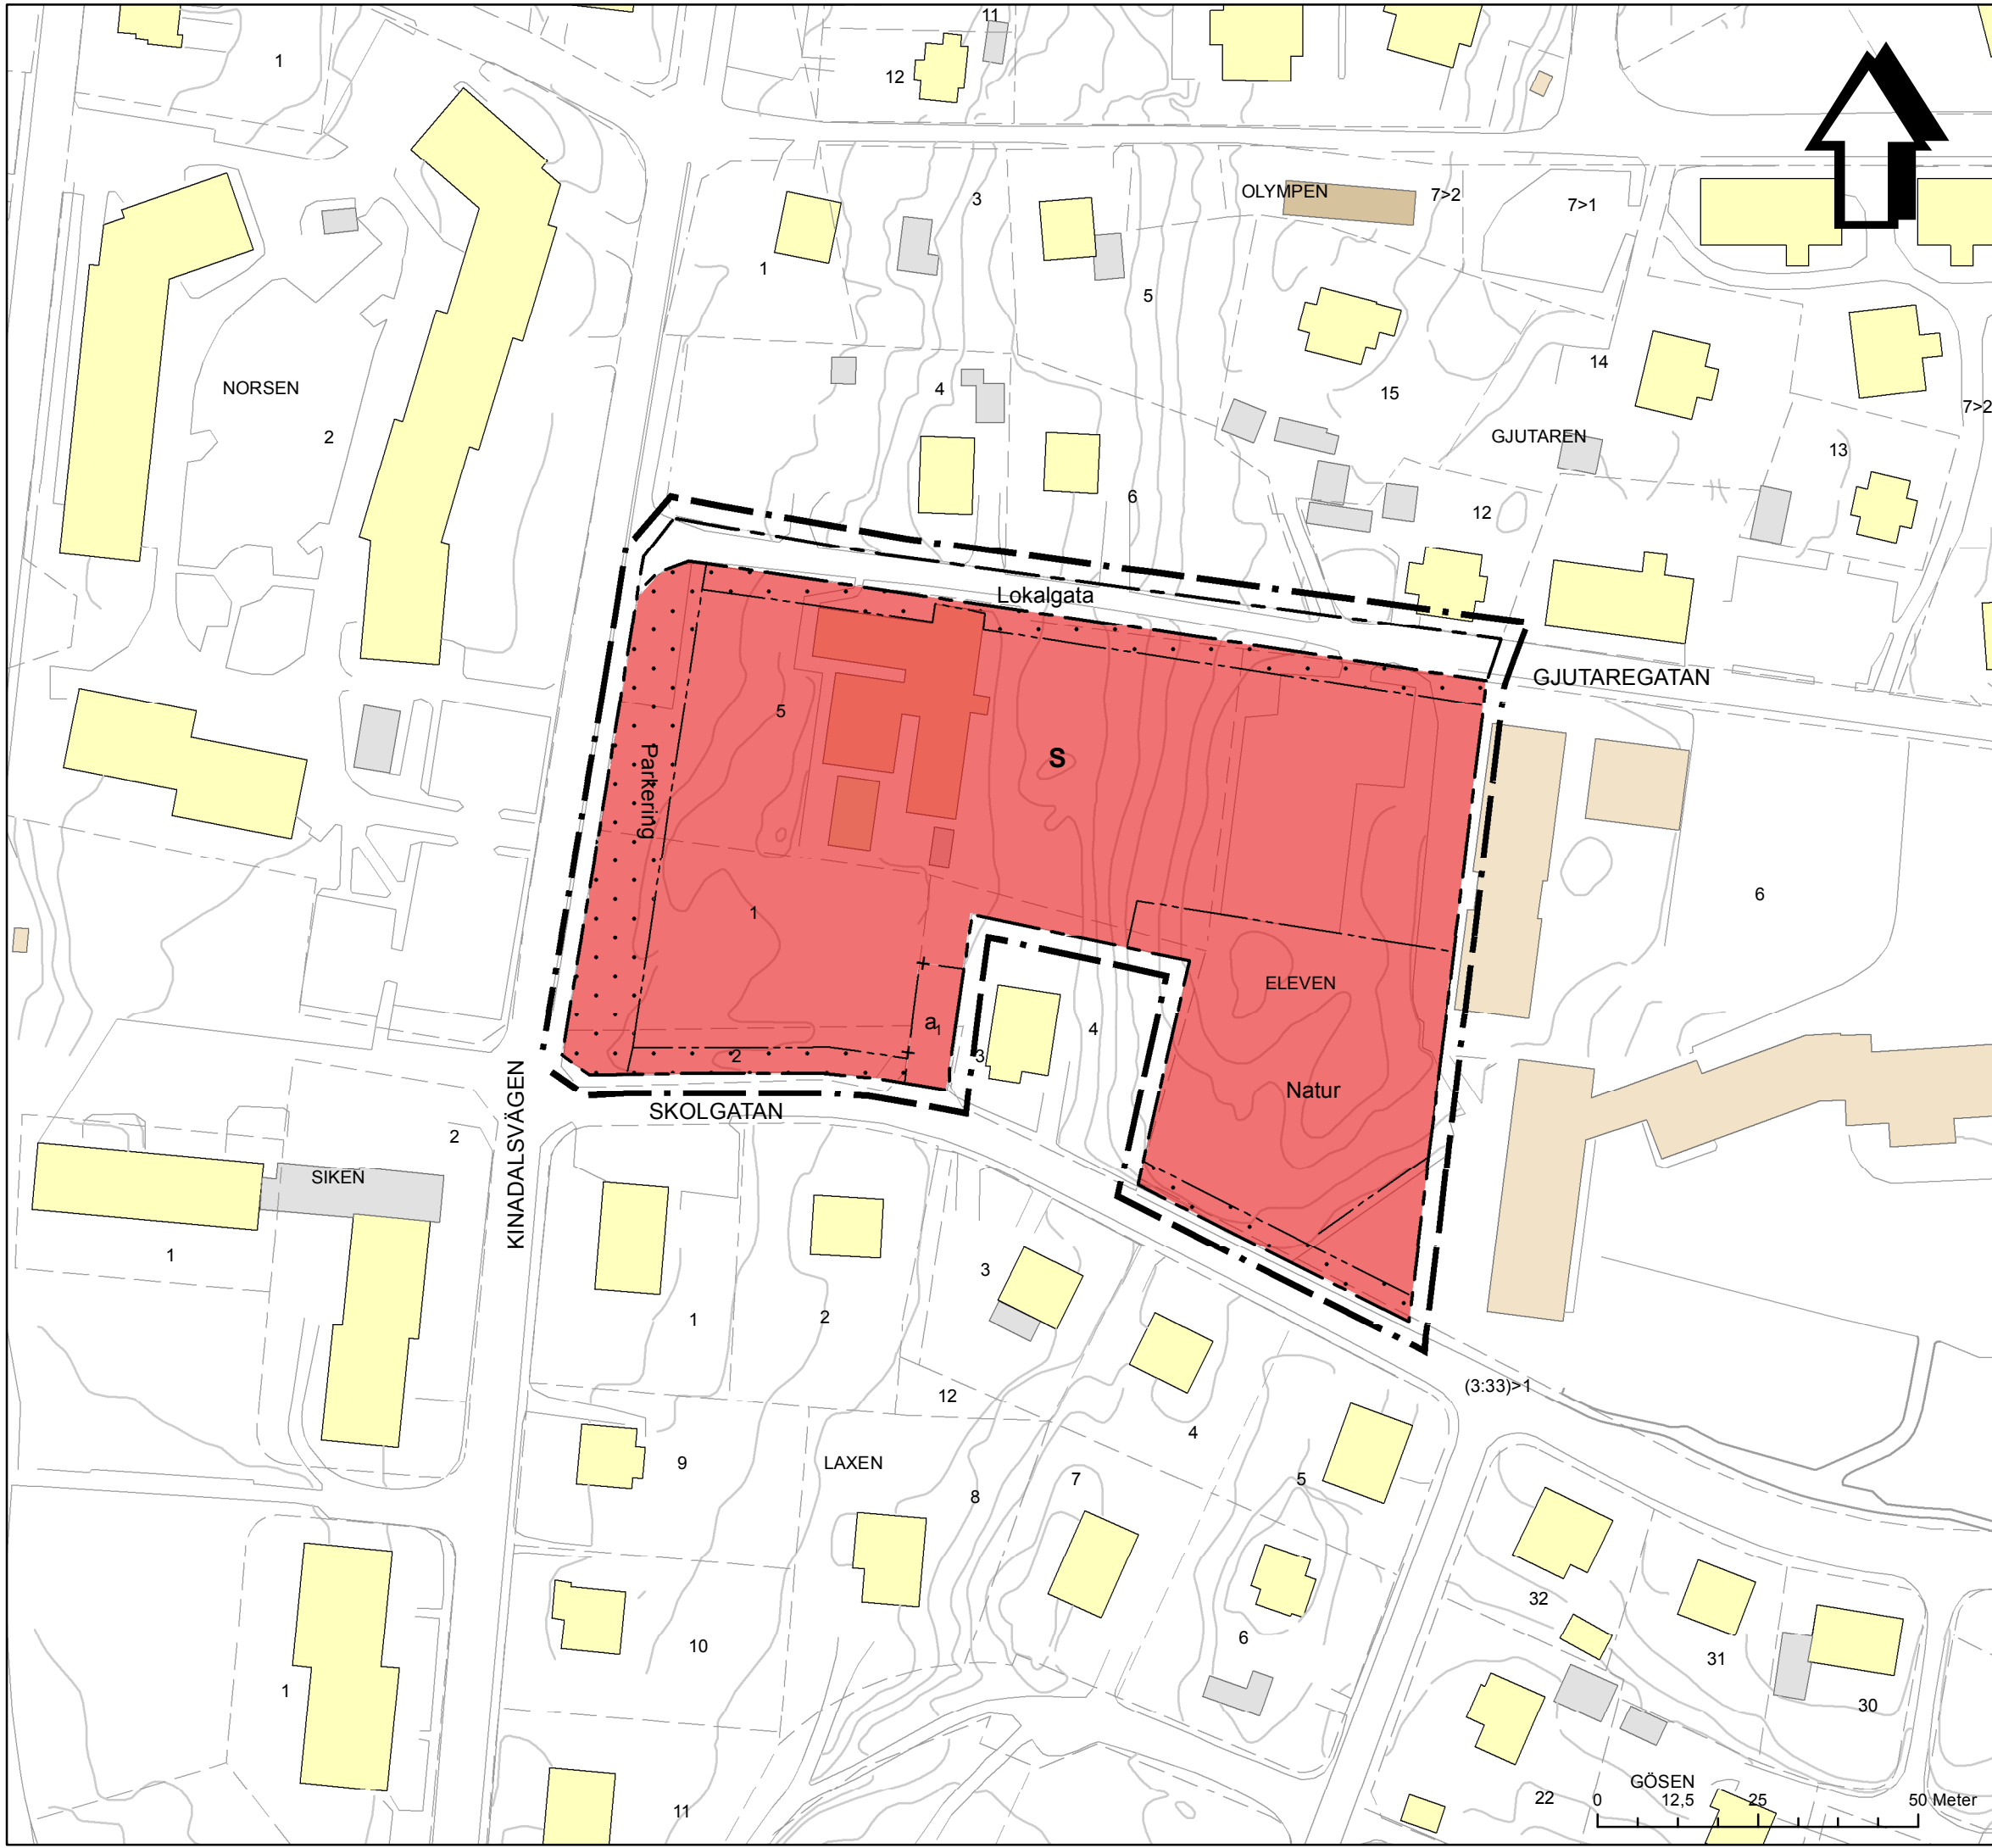 11
1
12
3
OLYMPEN
7>2
7>1
1
5
14
NORSEN
4
15
7>2
2
GJUTAREN
13
6
12
Lokalgata
GJUTAREGATAN
5
S
Parkering
6
1
ELEVEN
a1
4
2
3
Natur
KINADALSVÄGEN
SKOLGATAN
2
SIKEN
1
3
1
2
(3:33)>1
12
4
9
LAXEN
7
5
8
32
6
10
31
1
30
GÖSEN
22
11
0 12,5 25 50 Meter